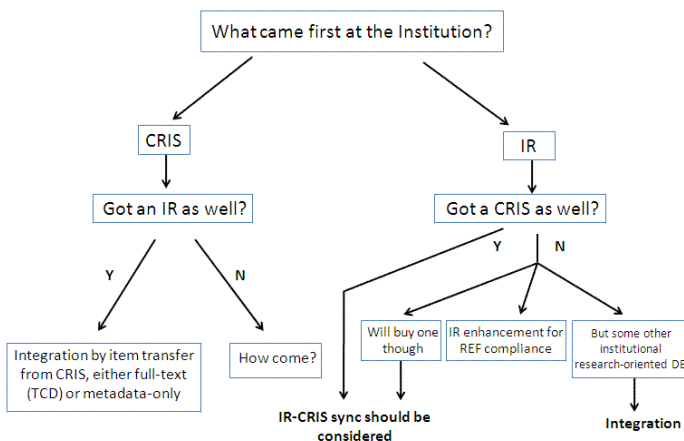 What came first at the Institution?
CRIS
IR
Got an IR as well?
Got a CRIS as well?
Y
N
Y
N
Integration by item transfer
from CRIS, either full-text
(TCD) or metadata-only
How come?
Will buy one
though
IR enhancement for
REF compliance
But some other
institutional
research-oriented DB
IR-CRIS sync should be
considered
Integration